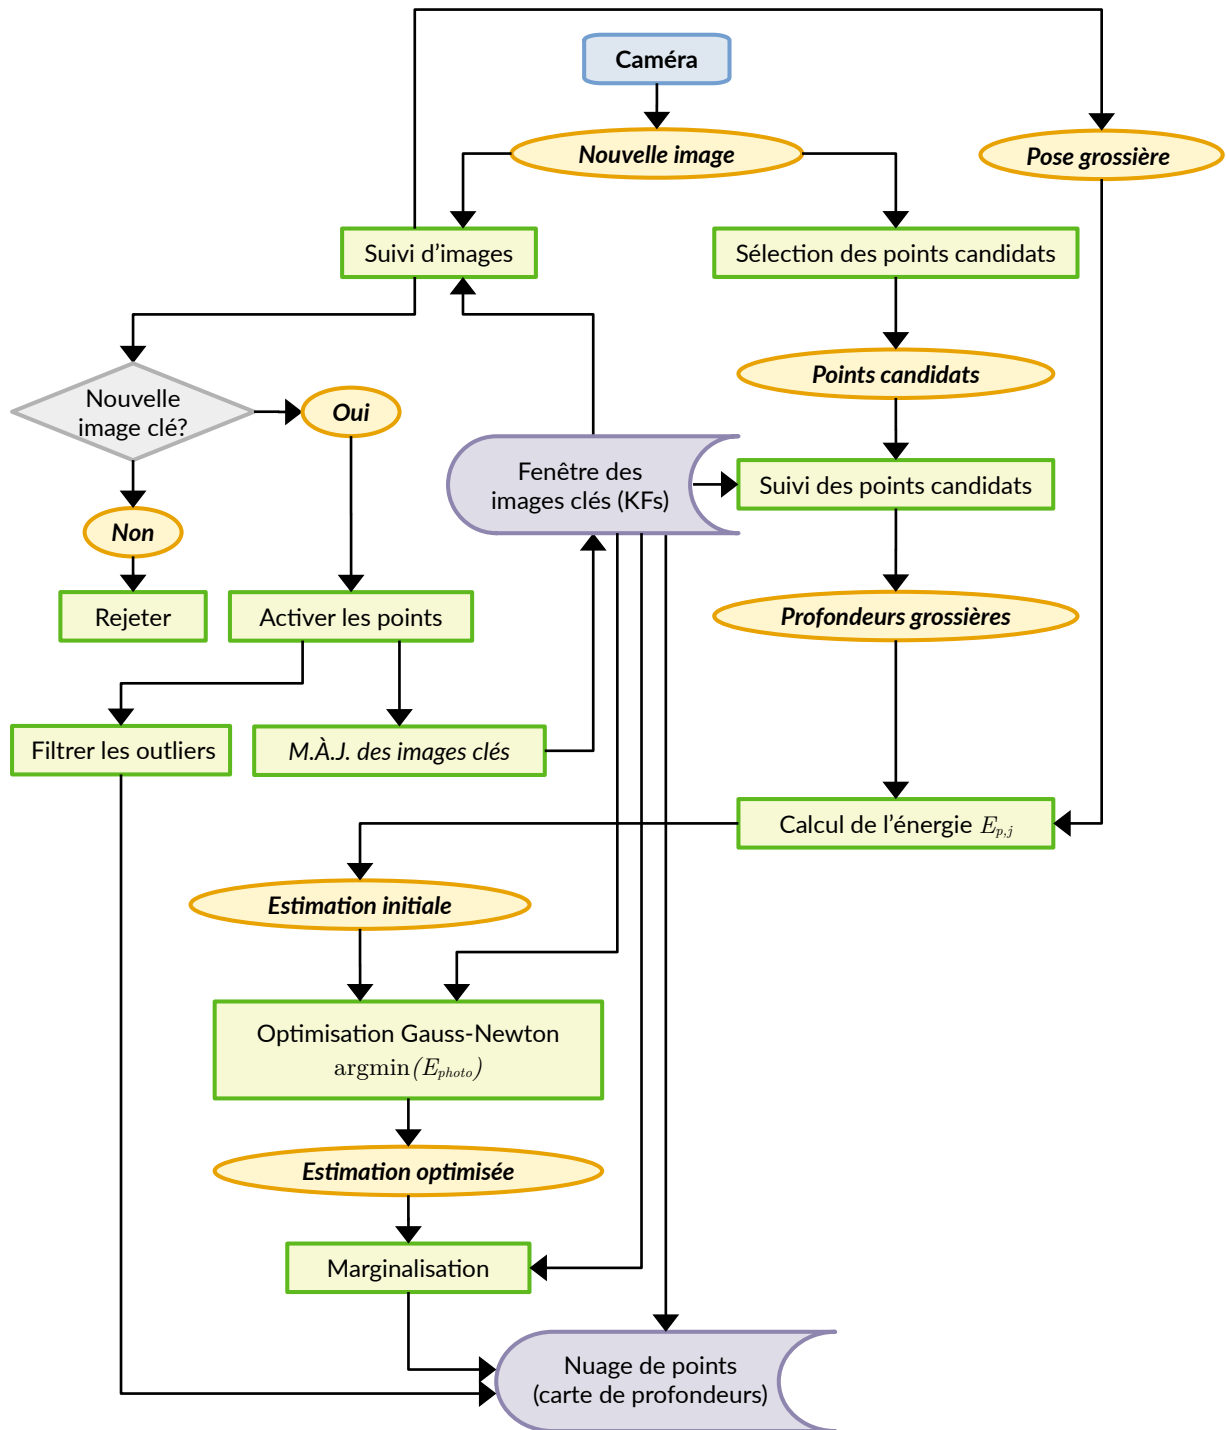 Caméra
Nouvelle image
Pose grossière
Suivi d'images
Sélection des points candidats
Points candidats
Nouvelle
image clé?
Oui
Fenêtre des
images clés (KFs)
Suivi des points candidats
Non
Rejeter
Activer les points
Profondeurs grossières
Filtrer les outliers
M.À.J. des images clés
Calcul de l'énergie E_{p,j}
Estimation initiale
Optimisation Gauss-Newton
argmin(E_{photo})
Estimation optimisée
Marginalisation
Nuage de points
(carte de profondeurs)